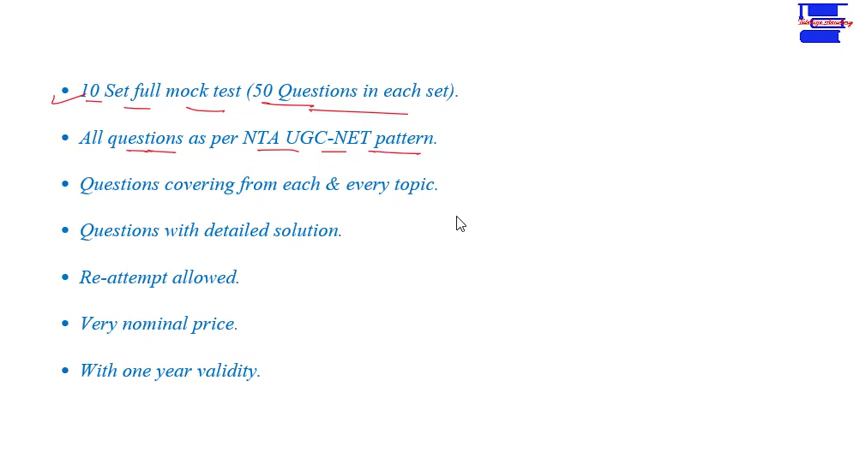 • 10 Set full mock test (50 Questions in each set).
• All questions as per NTA UGC-NET pattern.
• Questions covering from each & every topic.
• Questions with detailed solution.
• Re-attempt allowed.
• Very nominal price.
• With one year validity.